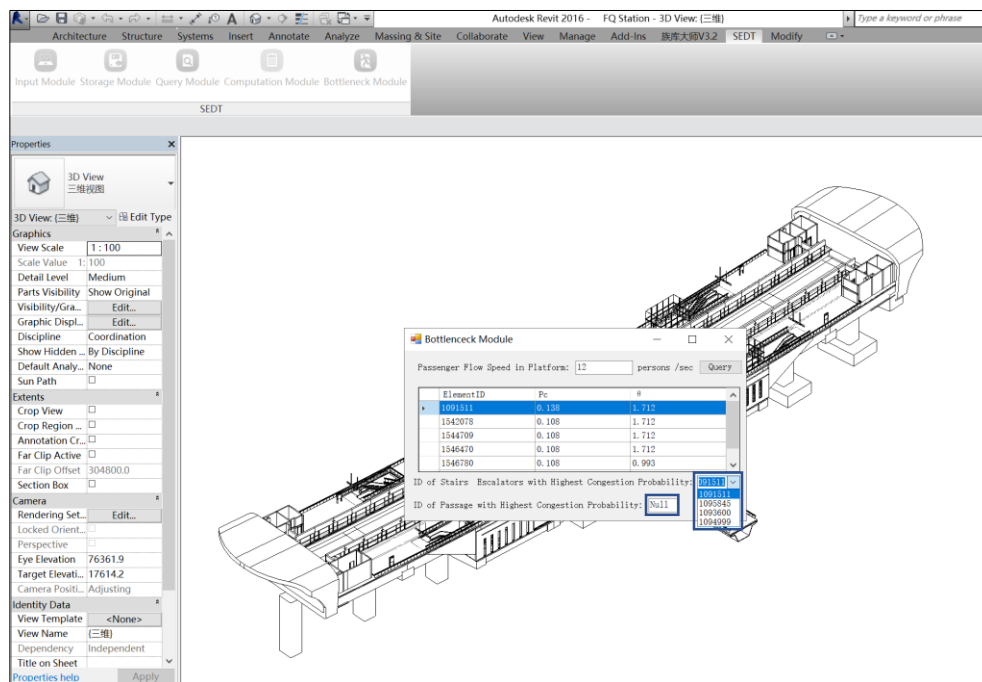 Autodesk Revit 2016 - FQ Station - 3D View: {三维}
Type a keyword or phrase
Architecture Structure Systems Insert Annotate Analyze Massing & Site Collaborate View Manage Add-Ins 族库大师V3.2 SEDT Modify
Input Module Storage Module Query Module Computation Module Bottleneck Module
SEDT
Properties
3D View
三维视图
3D View: {三维} Edit Type
Graphics
View Scale 1 : 100
Scale Value 1: 100
Detail Level Medium
Parts Visibility Show Original
Visibility/Gra... Edit...
Graphic Displ... Edit...
Discipline Coordination
Show Hidden ... By Discipline
Default Analy... None
Sun Path
Extents
Crop View
Crop Region ...
Annotation Cr...
Far Clip Active
Far Clip Offset 304800.0
Section Box
Camera
Rendering Set... Edit...
Locked Orient...
Perspective
Eye Elevation 76361.9
Target Elevati... 17614.2
Camera Positi... Adjusting
Identity Data
View Template <None>
View Name {三维}
Dependency Independent
Title on Sheet
Properties help Apply
Bottlenceck Module
Passenger Flow Speed in Platform: 12 persons /sec Query
ElementID Pc θ
1091511 0.138 1.712
1542078 0.108 1.712
1544709 0.108 1.712
1546470 0.108 1.712
1546780 0.108 0.993
ID of Stairs Escalators with Highest Congestion Probability: 091511
1091511
1095845
1093600
1094999
ID of Passage with Highest Congestion Probability: Null